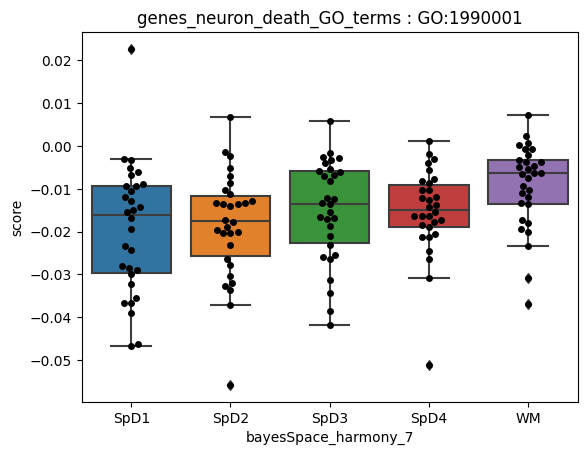 genes_neuron_death_GO_terms : GO:1990001
0.02
0.01
0.00
−0.01
−0.02
−0.03
−0.04
−0.05
score
SpD1 SpD2 SpD3 SpD4 WM
bayesSpace_harmony_7